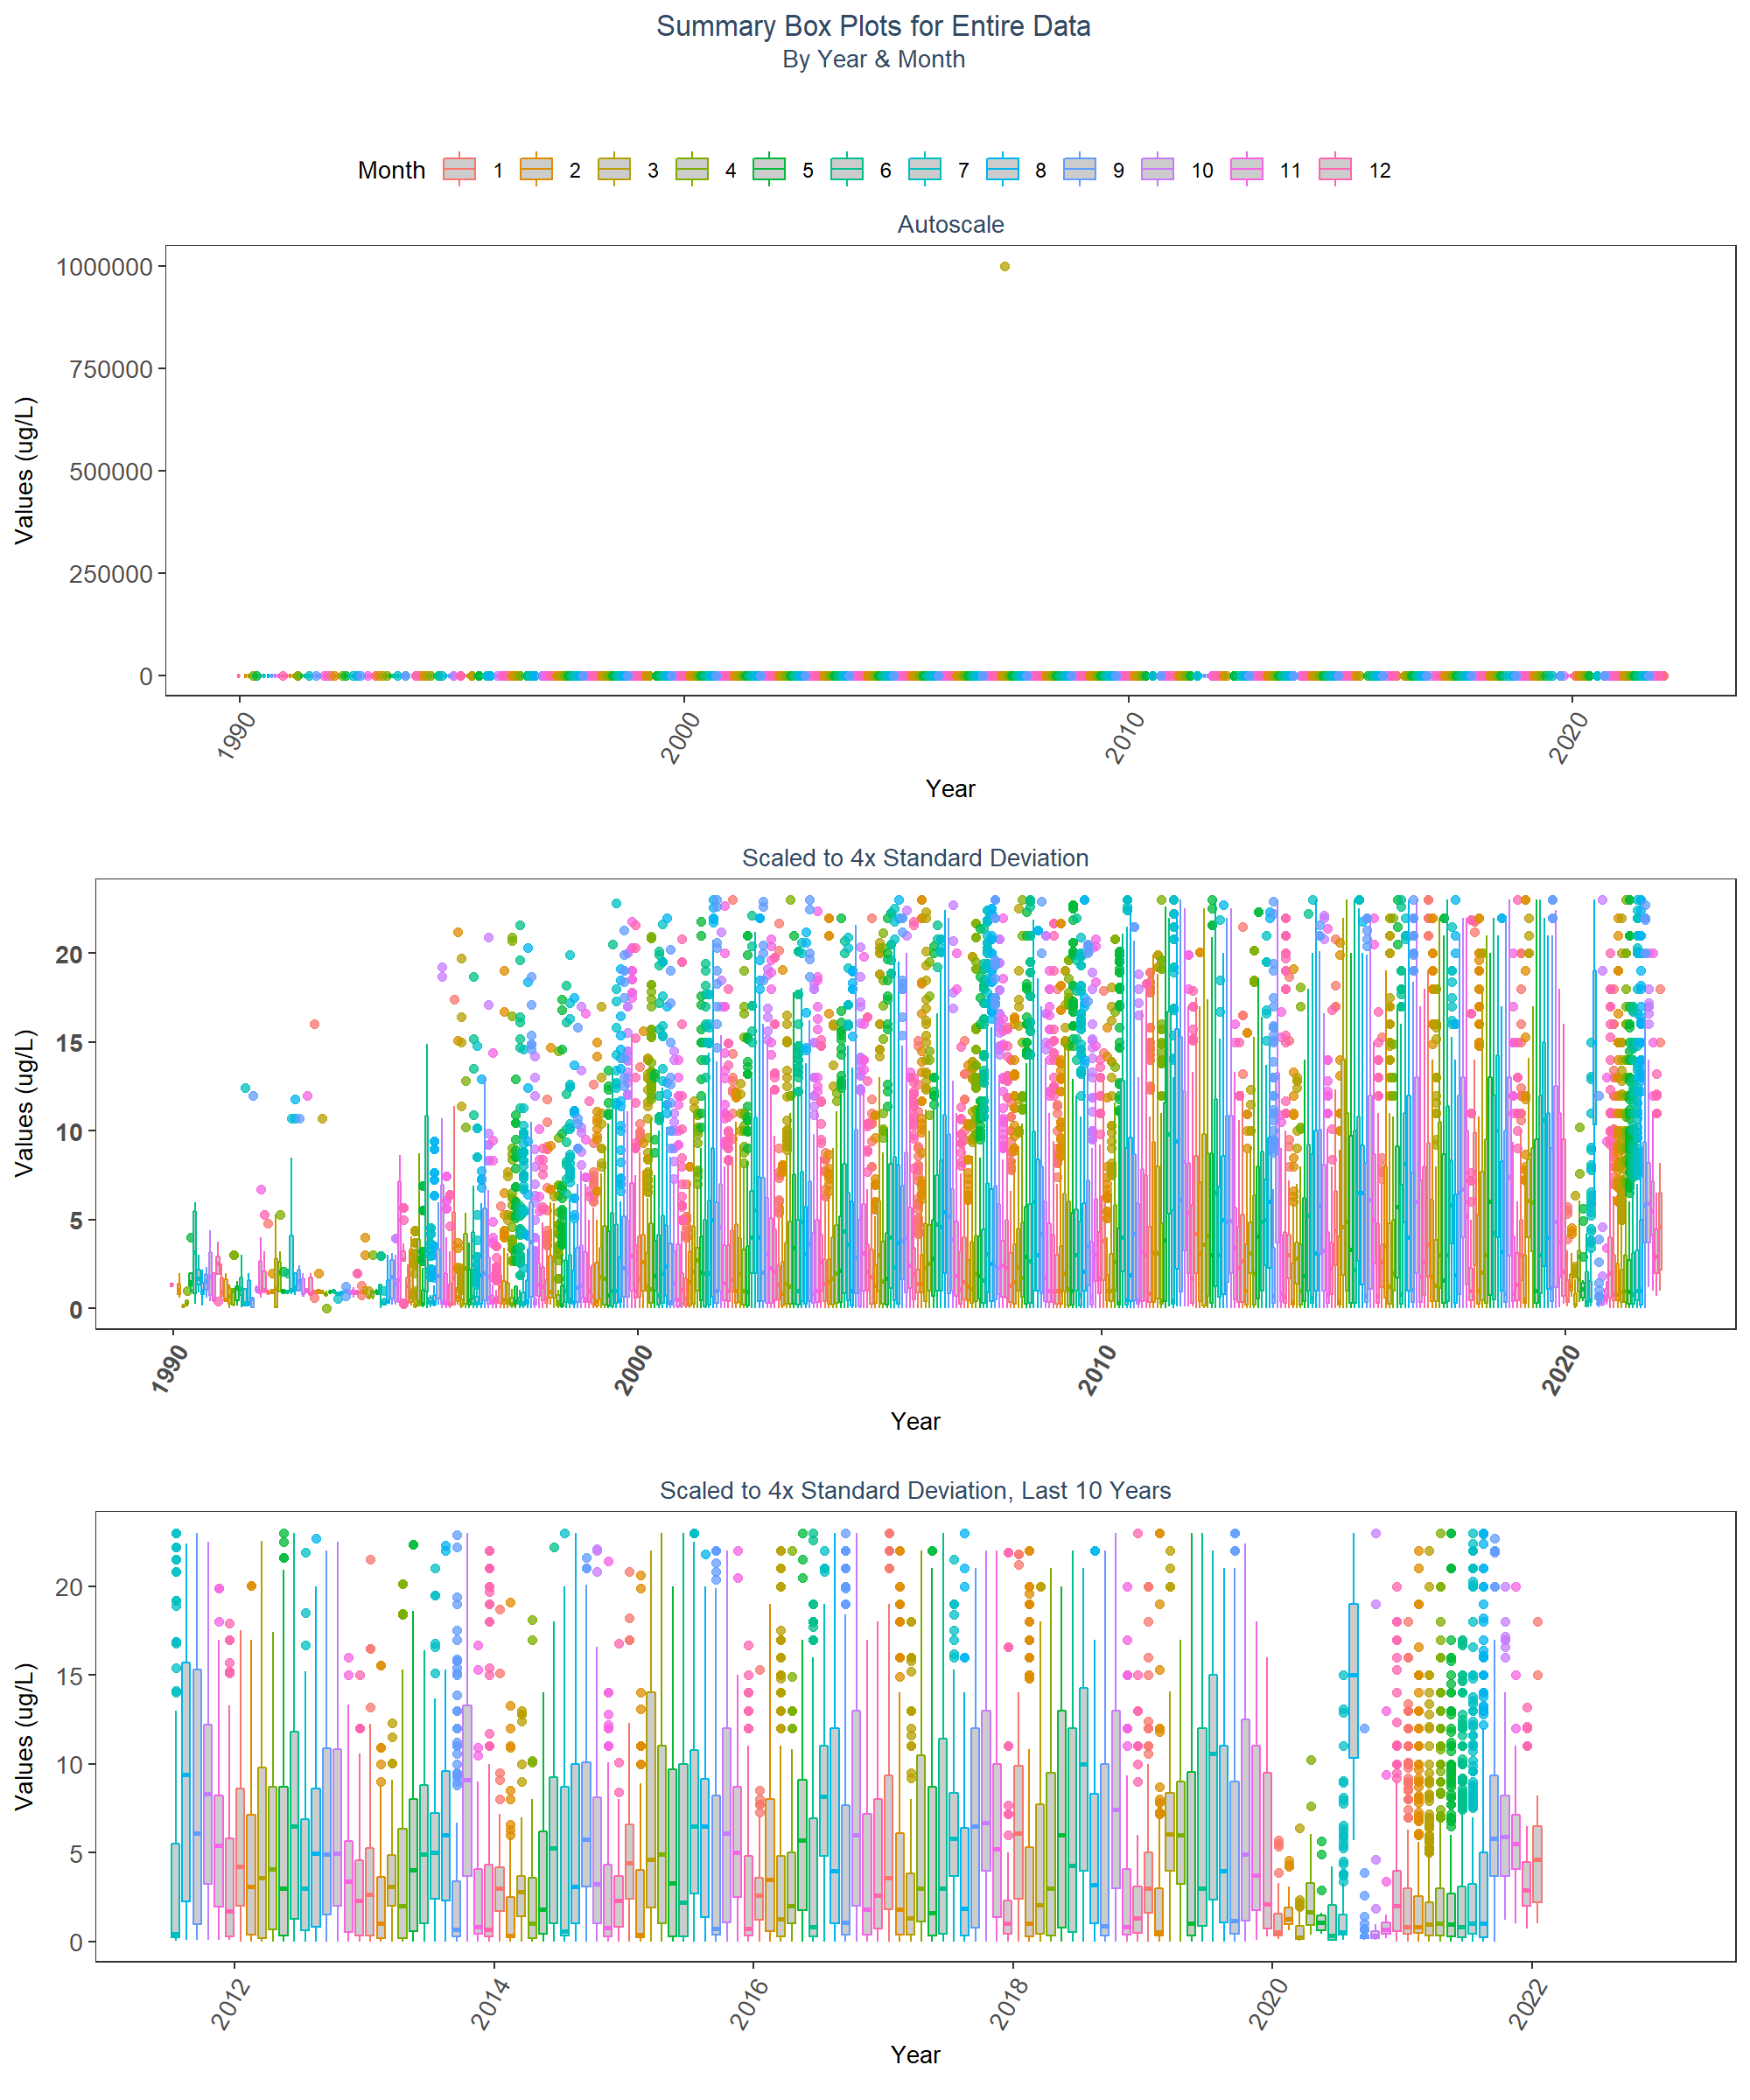 Summary Box Plots for Entire Data
By Year & Month
Month 1 2 3 4 5 6 7 8 9 10 11 12
Autoscale
Values (ug/L)
1000000
750000
500000
250000
0
1990 2000 2010 2020
Year
Scaled to 4x Standard Deviation
Values (ug/L)
20
15
10
5
0
1990 2000 2010 2020
Year
Scaled to 4x Standard Deviation, Last 10 Years
Values (ug/L)
20
15
10
5
0
2012 2014 2016 2018 2020 2022
Year